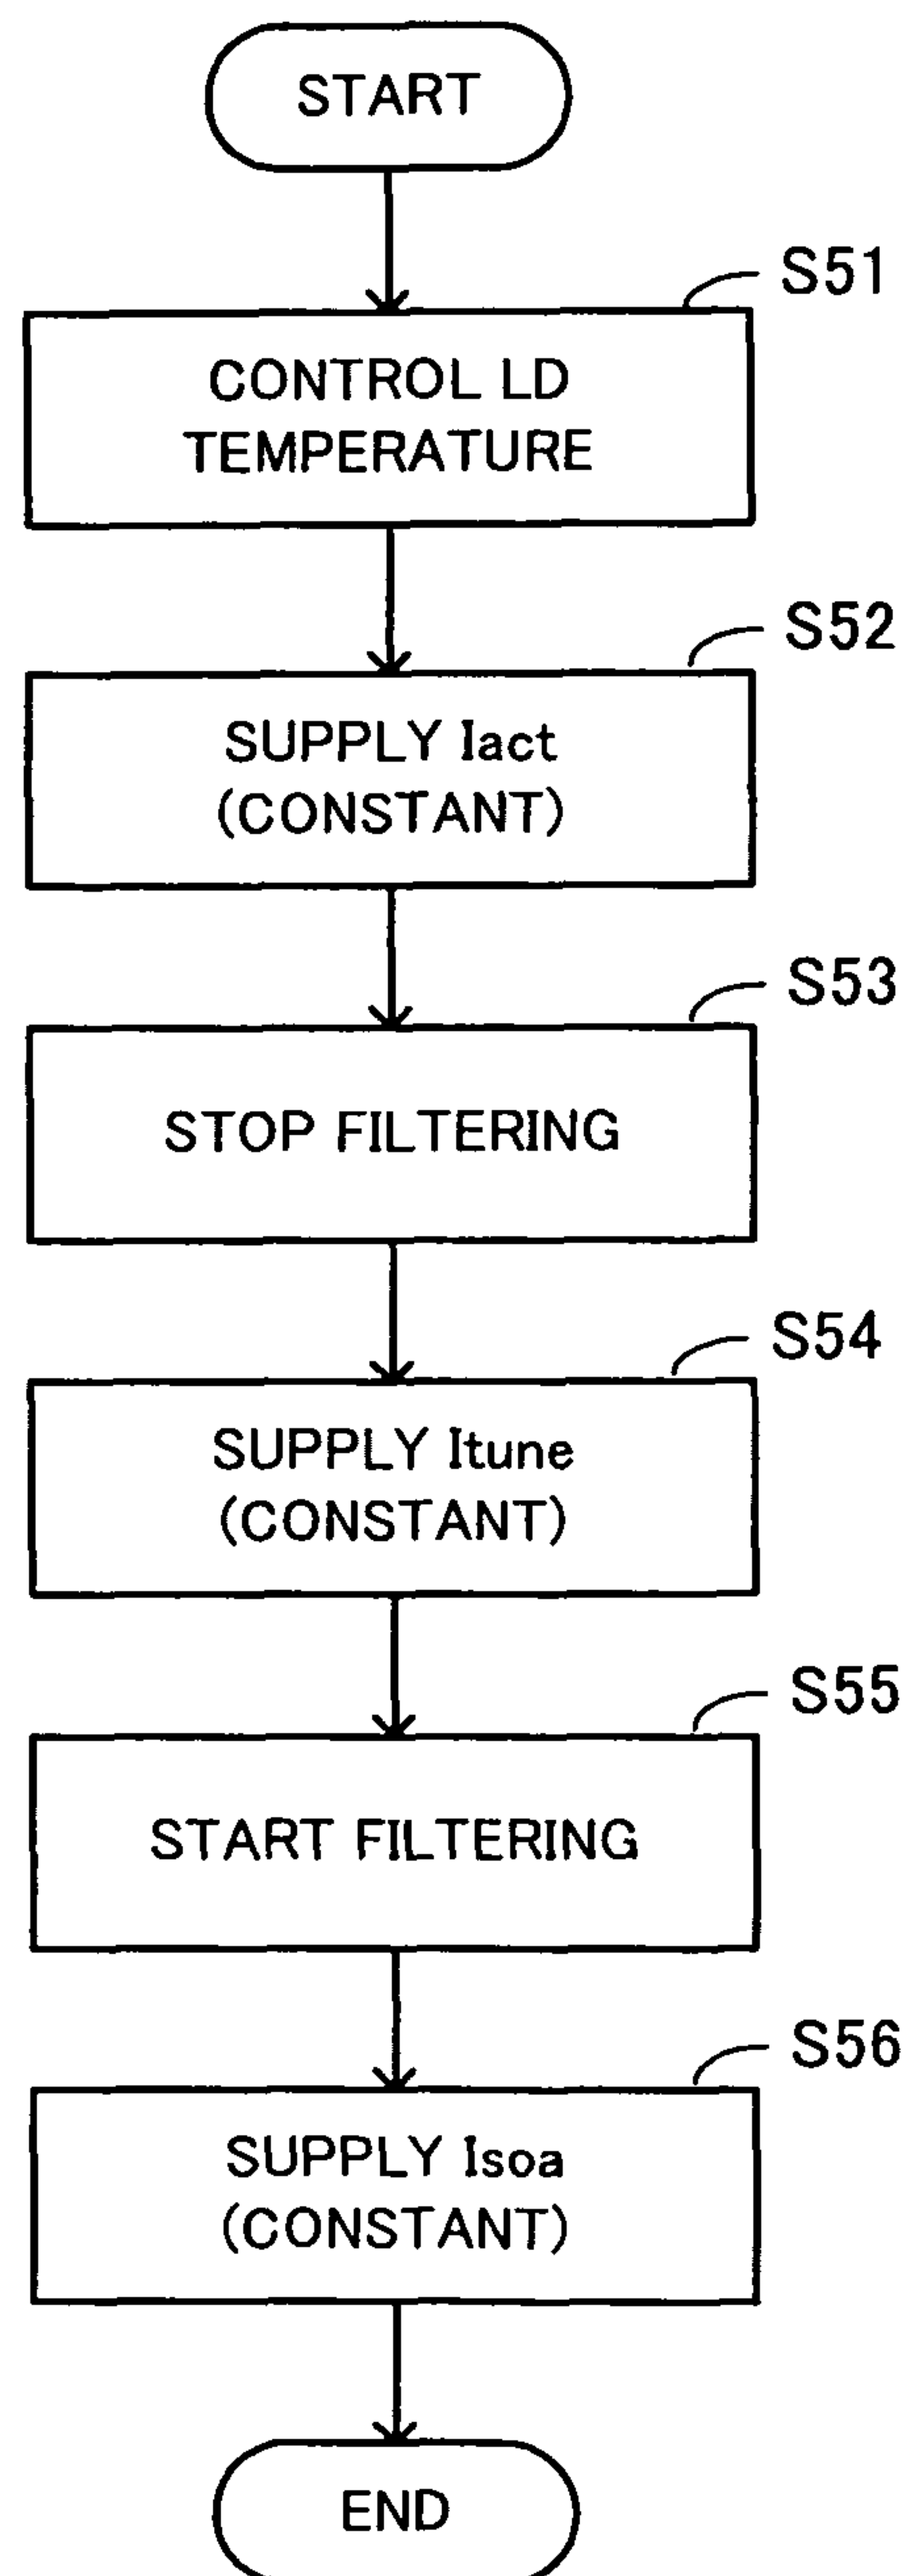 START
S51
CONTROL LD
TEMPERATURE
S52
SUPPLY Iact
(CONSTANT)
S53
STOP FILTERING
S54
SUPPLY Itune
(CONSTANT)
S55
START FILTERING
S56
SUPPLY Isoa
(CONSTANT)
END